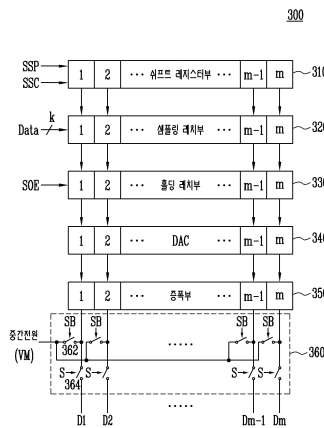 300
SSP
SSC
1 2 ··· 쉬프트 레지스터부 ··· m-1 m 310
k
Data
1 2 ··· 샘플링 래치부 ··· m-1 m 320
SOE
1 2 ··· 홀딩 래치부 ··· m-1 m 330
1 2 ··· DAC ··· m-1 m 340
1 2 ··· 증폭부 ··· m-1 m 350
SB SB SB SB
중간전원
(VM)
362
·····
360
S S S S
364
·····
D1 D2 Dm-1 Dm